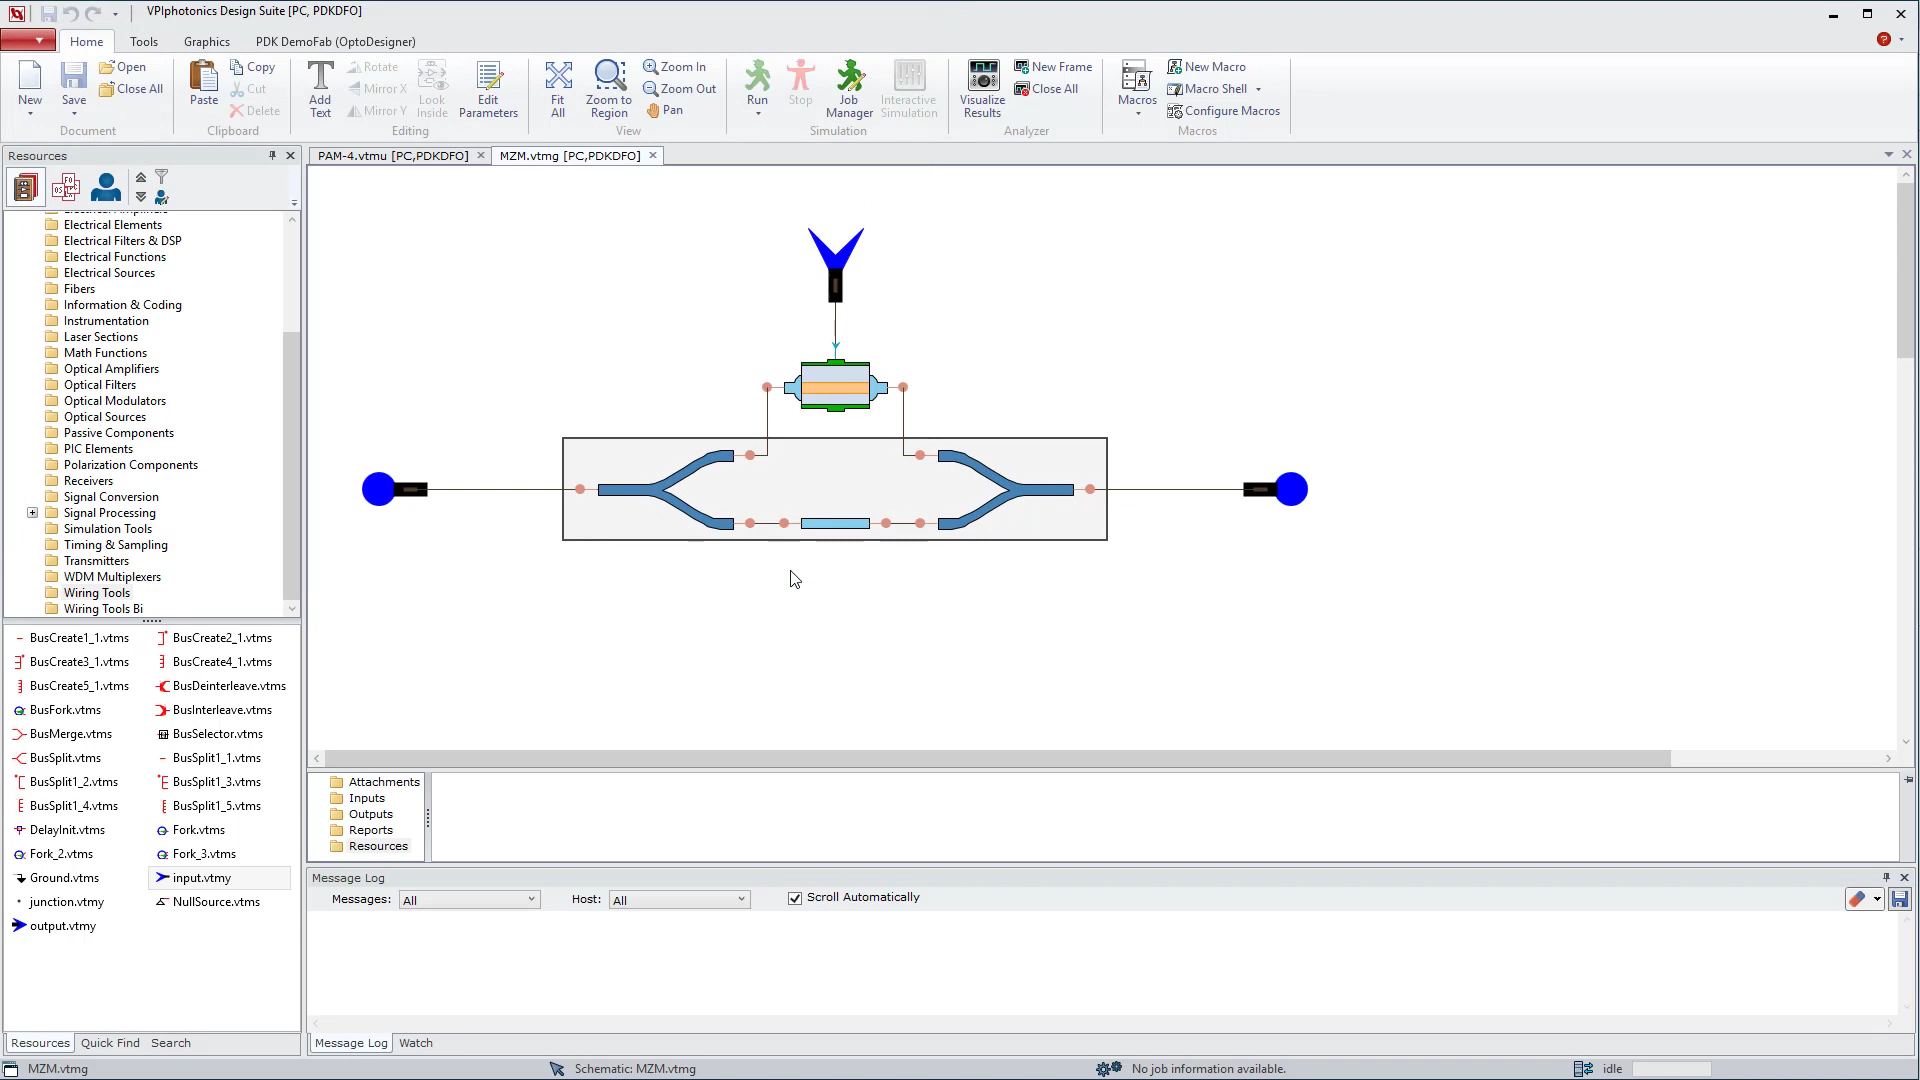 VPIphotonics Design Suite [PC, PDKDFO]
Home Tools Graphics PDK DemoFab (OptoDesigner)
New Save Open Close All
Document
Paste Copy Cut Delete
Clipboard
Add Text Rotate Mirror X Mirror Y Look Inside Edit Parameters
Editing
Fit All Zoom to Region Zoom In Zoom Out Pan
View
Run Stop Job Manager Interactive Simulation
Simulation
Visualize Results New Frame Close All
Analyzer
Macros New Macro Macro Shell Configure Macros
Macros
Resources
PAM-4.vtmu [PC,PDKDFO] MZM.vtmg [PC,PDKDFO]
Electrical Amplifiers
Electrical Elements
Electrical Filters & DSP
Electrical Functions
Electrical Sources
Fibers
Information & Coding
Instrumentation
Laser Sections
Math Functions
Optical Amplifiers
Optical Filters
Optical Modulators
Optical Sources
Passive Components
PIC Elements
Polarization Components
Receivers
Signal Conversion
Signal Processing
Simulation Tools
Timing & Sampling
Transmitters
WDM Multiplexers
Wiring Tools
Wiring Tools Bi
BusCreate1_1.vtms BusCreate2_1.vtms
BusCreate3_1.vtms BusCreate4_1.vtms
BusCreate5_1.vtms BusDeinterleave.vtms
BusFork.vtms BusInterleave.vtms
BusMerge.vtms BusSelector.vtms
BusSplit.vtms BusSplit1_1.vtms
BusSplit1_2.vtms BusSplit1_3.vtms
BusSplit1_4.vtms BusSplit1_5.vtms
DelayInit.vtms Fork.vtms
Fork_2.vtms Fork_3.vtms
Ground.vtms input.vtmy
junction.vtmy NullSource.vtms
output.vtmy
Resources Quick Find Search
Attachments
Inputs
Outputs
Reports
Resources
Message Log
Messages: All Host: All Scroll Automatically
Message Log Watch
MZM.vtmg Schematic: MZM.vtmg No job information available. idle